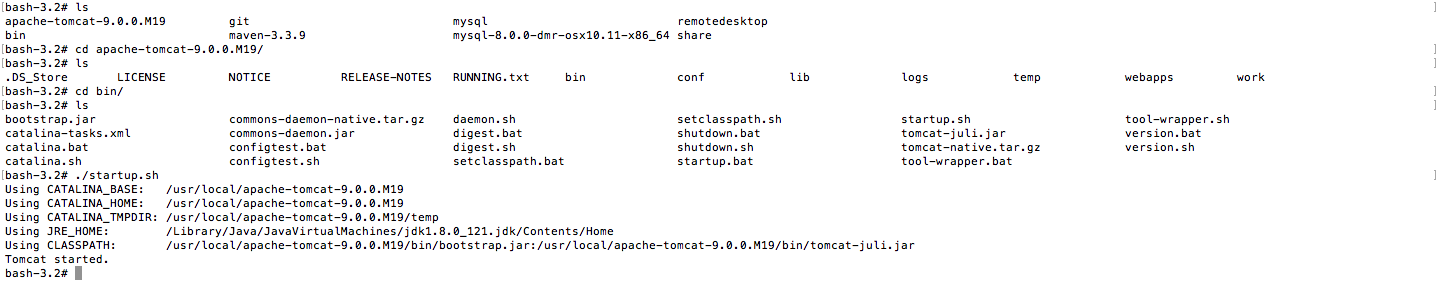 [bash-3.2# ls ]
apache-tomcat-9.0.0.M19 git mysql remotedesktop
bin maven-3.3.9 mysql-8.0.0-dmr-osx10.11-x86_64 share
[bash-3.2# cd apache-tomcat-9.0.0.M19/ ]
[bash-3.2# ls ]
.DS_Store LICENSE NOTICE RELEASE-NOTES RUNNING.txt bin conf lib logs temp webapps work
[bash-3.2# cd bin/ ]
[bash-3.2# ls ]
bootstrap.jar commons-daemon-native.tar.gz daemon.sh setclasspath.sh startup.sh tool-wrapper.sh
catalina-tasks.xml commons-daemon.jar digest.bat shutdown.bat tomcat-juli.jar version.bat
catalina.bat configtest.bat digest.sh shutdown.sh tomcat-native.tar.gz version.sh
catalina.sh configtest.sh setclasspath.bat startup.bat tool-wrapper.bat
[bash-3.2# ./startup.sh ]
Using CATALINA_BASE: /usr/local/apache-tomcat-9.0.0.M19
Using CATALINA_HOME: /usr/local/apache-tomcat-9.0.0.M19
Using CATALINA_TMPDIR: /usr/local/apache-tomcat-9.0.0.M19/temp
Using JRE_HOME: /Library/Java/JavaVirtualMachines/jdk1.8.0_121.jdk/Contents/Home
Using CLASSPATH: /usr/local/apache-tomcat-9.0.0.M19/bin/bootstrap.jar:/usr/local/apache-tomcat-9.0.0.M19/bin/tomcat-juli.jar
Tomcat started.
bash-3.2#